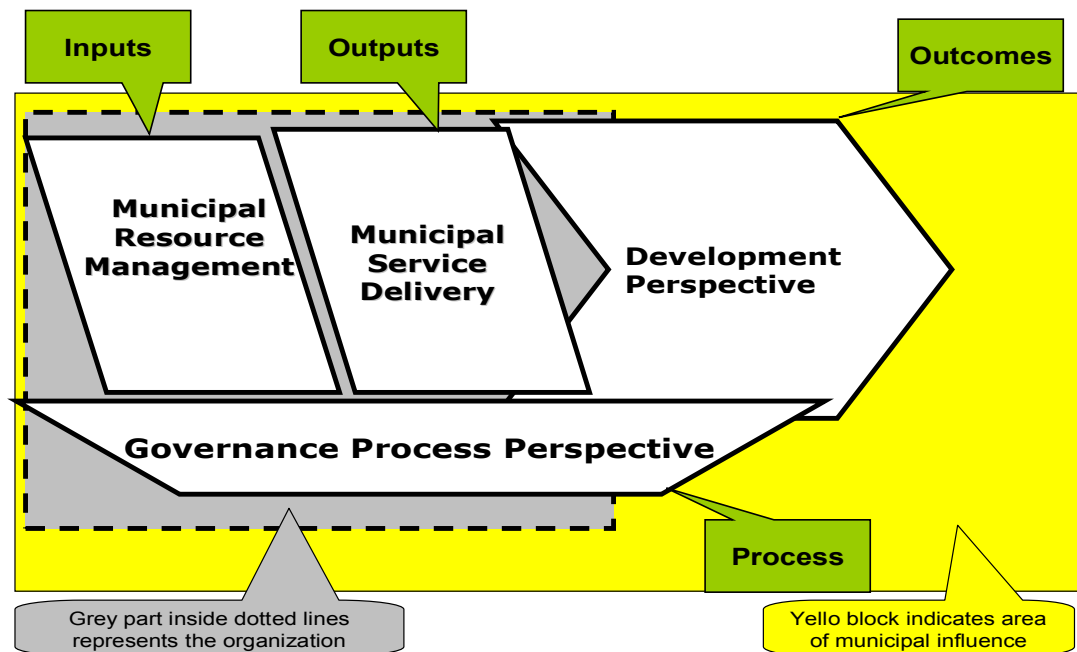 Inputs
Outputs
Outcomes
Municipal
Resource
Management
Municipal
Service
Delivery
Development
Perspective
Governance Process Perspective
Process
Grey part inside dotted lines
represents the organization
Yello block indicates area
of municipal influence